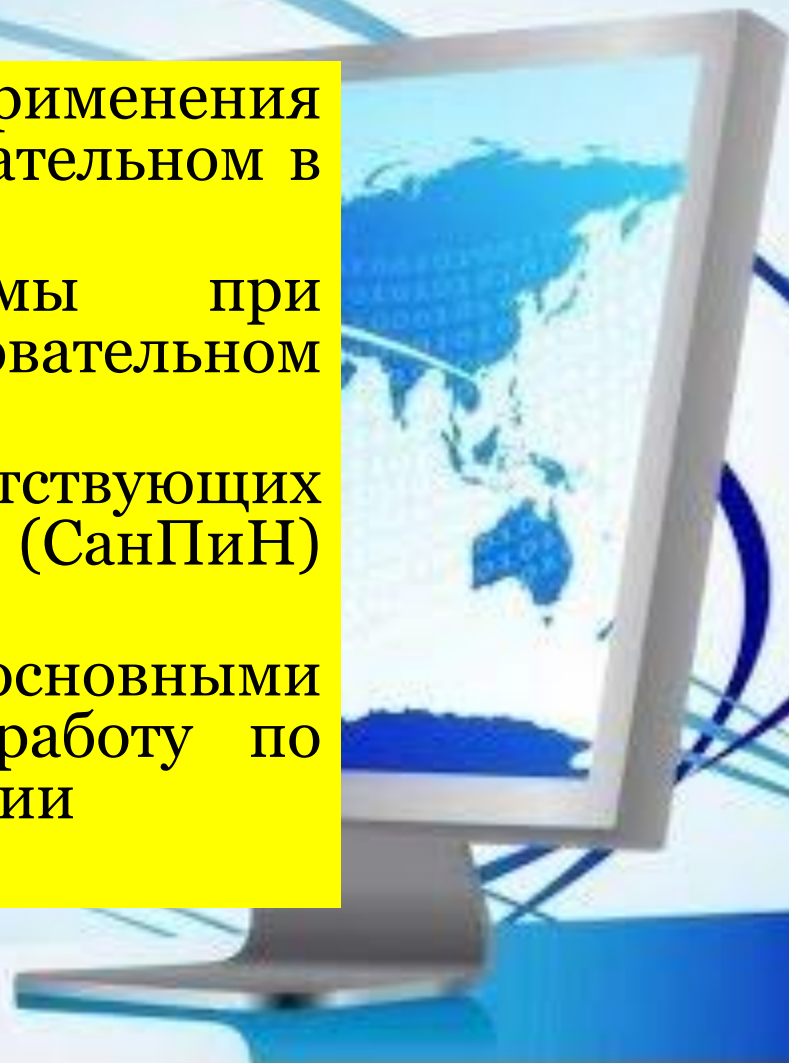 рименения
ательном в
мы при
овательном
тствующих
(СанПиН)
основными
работу по
ии